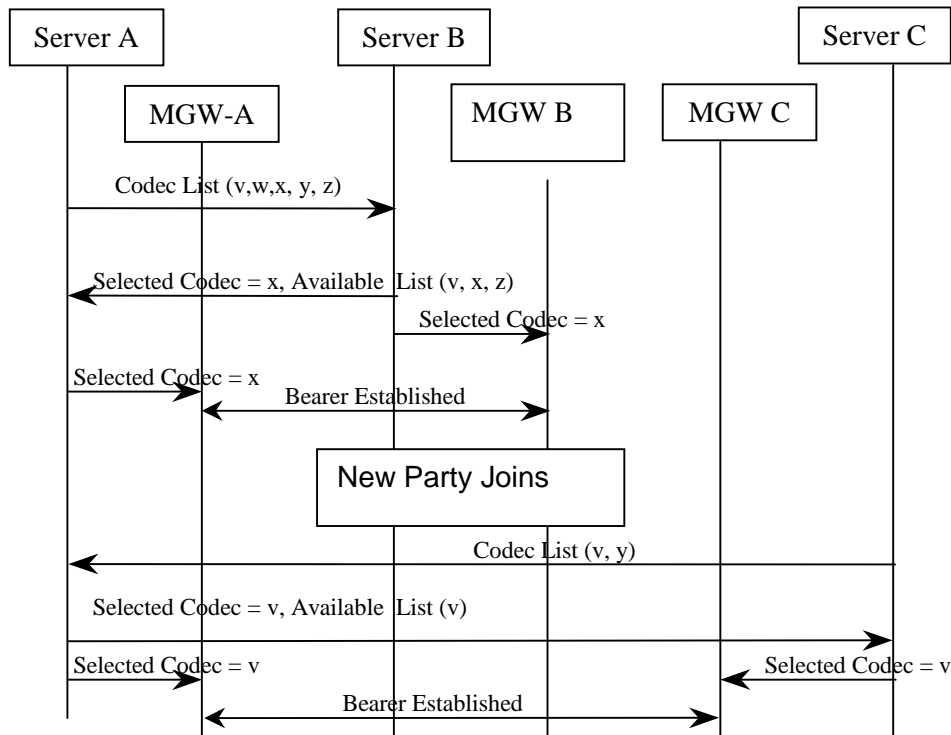 Server A
Server B
Server C
MGW-A
MGW B
MGW C
Codec List (v,w,x, y, z)
Selected Codec = x, Available List (v, x, z)
Selected Codec = x
Selected Codec = x
Bearer Established
New Party Joins
Codec List (v, y)
Selected Codec = v, Available List (v)
Selected Codec = v
Selected Codec = v
Bearer Established